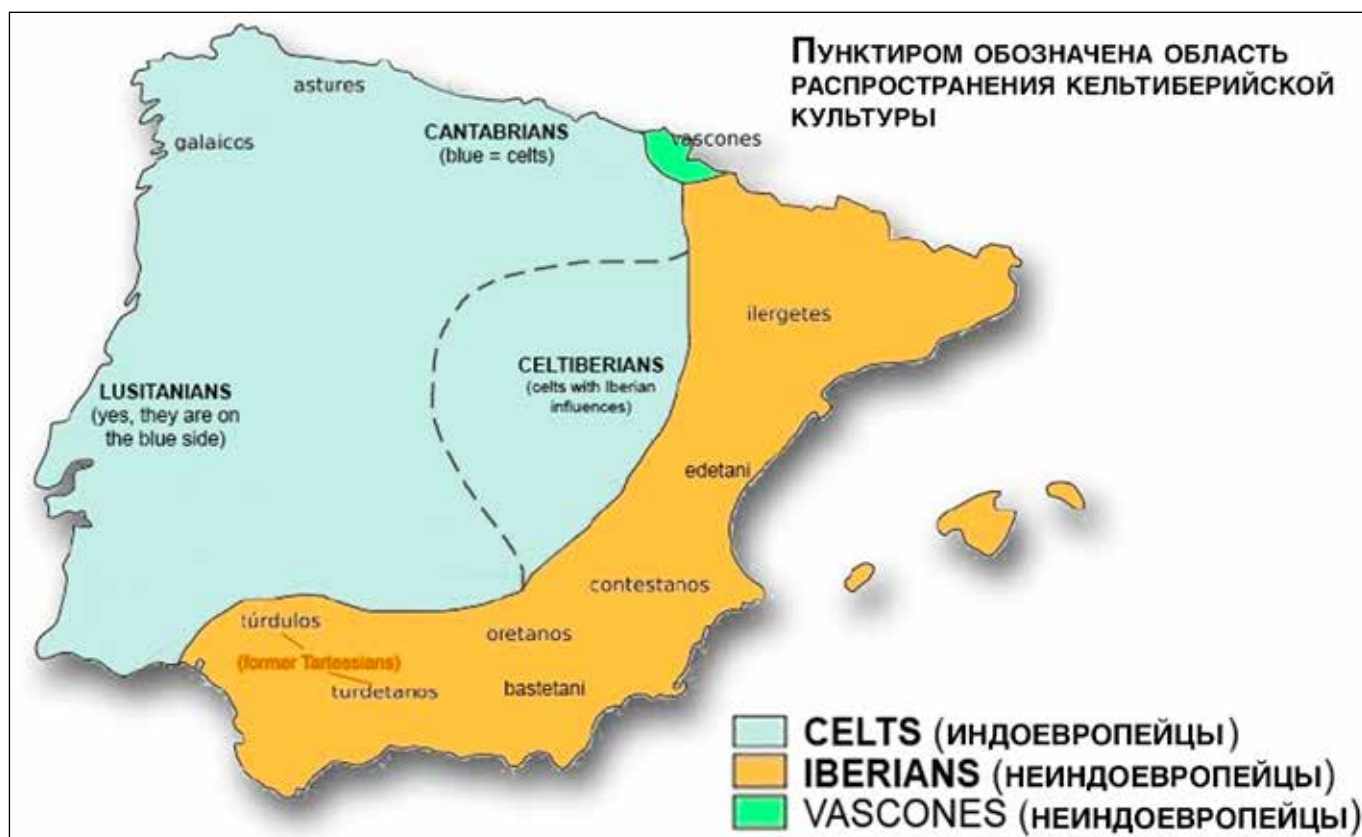 Пунктиром обозначена область
распространения кельтиберийской
культуры
astures
galaicos
CANTABRIANS
(blue = celts)
vascones
ilergetes
CELTIBERIANS
(celts with Iberian
influences)
LUSITANIANS
(yes, they are on
the blue side)
edetani
contestanos
túrdulos
oretanos
(former Tartessians)
turdetanos
bastetani
CELTS (индоевропейцы)
IBERIANS (неиндоевропейцы)
VASCONES (неиндоевропейцы)